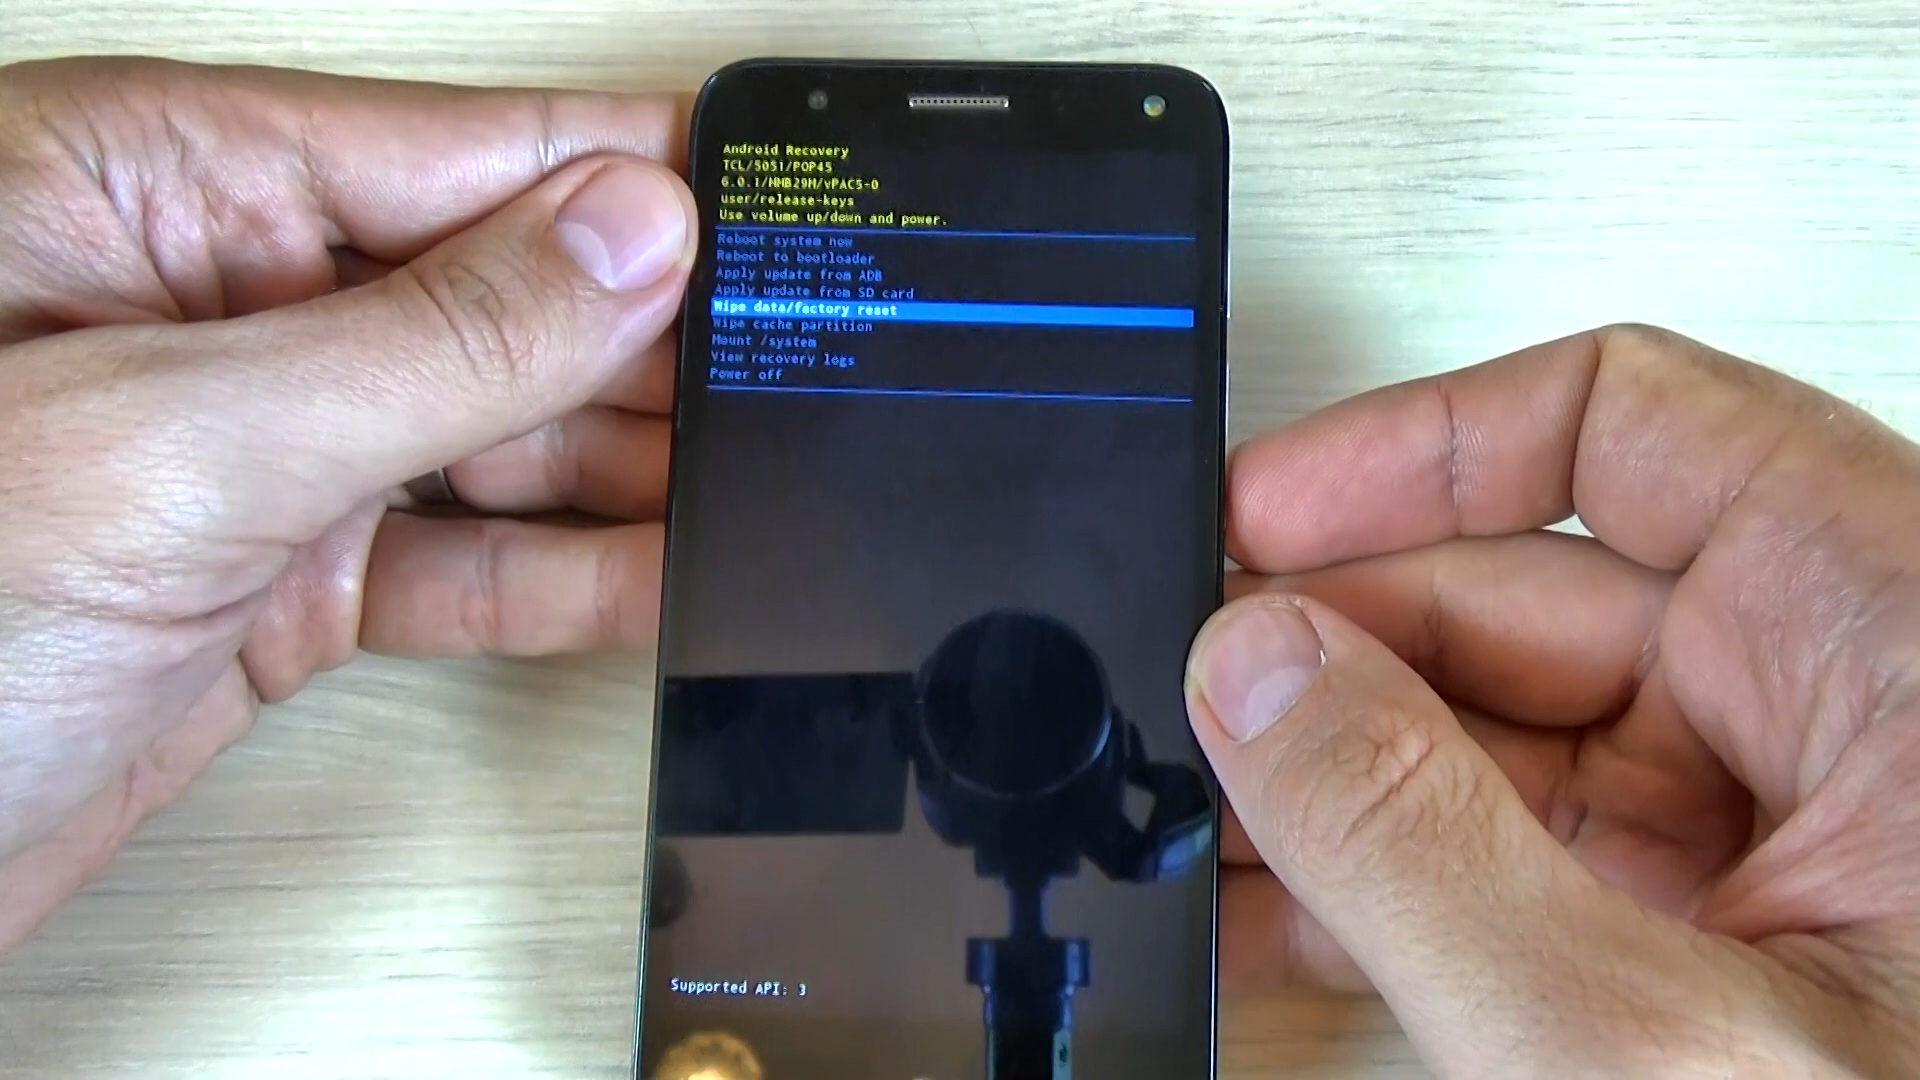 Android Recovery
TCL/5051/POP45
6.0.1/MMB29M/vPAC5-0
user/release-keys
Use volume up/down and power.
Reboot system now
Reboot to bootloader
Apply update from ADB
Apply update from SD card
Wipe data/factory reset
Wipe cache partition
Mount /system
View recovery logs
Power off
Supported API: 3